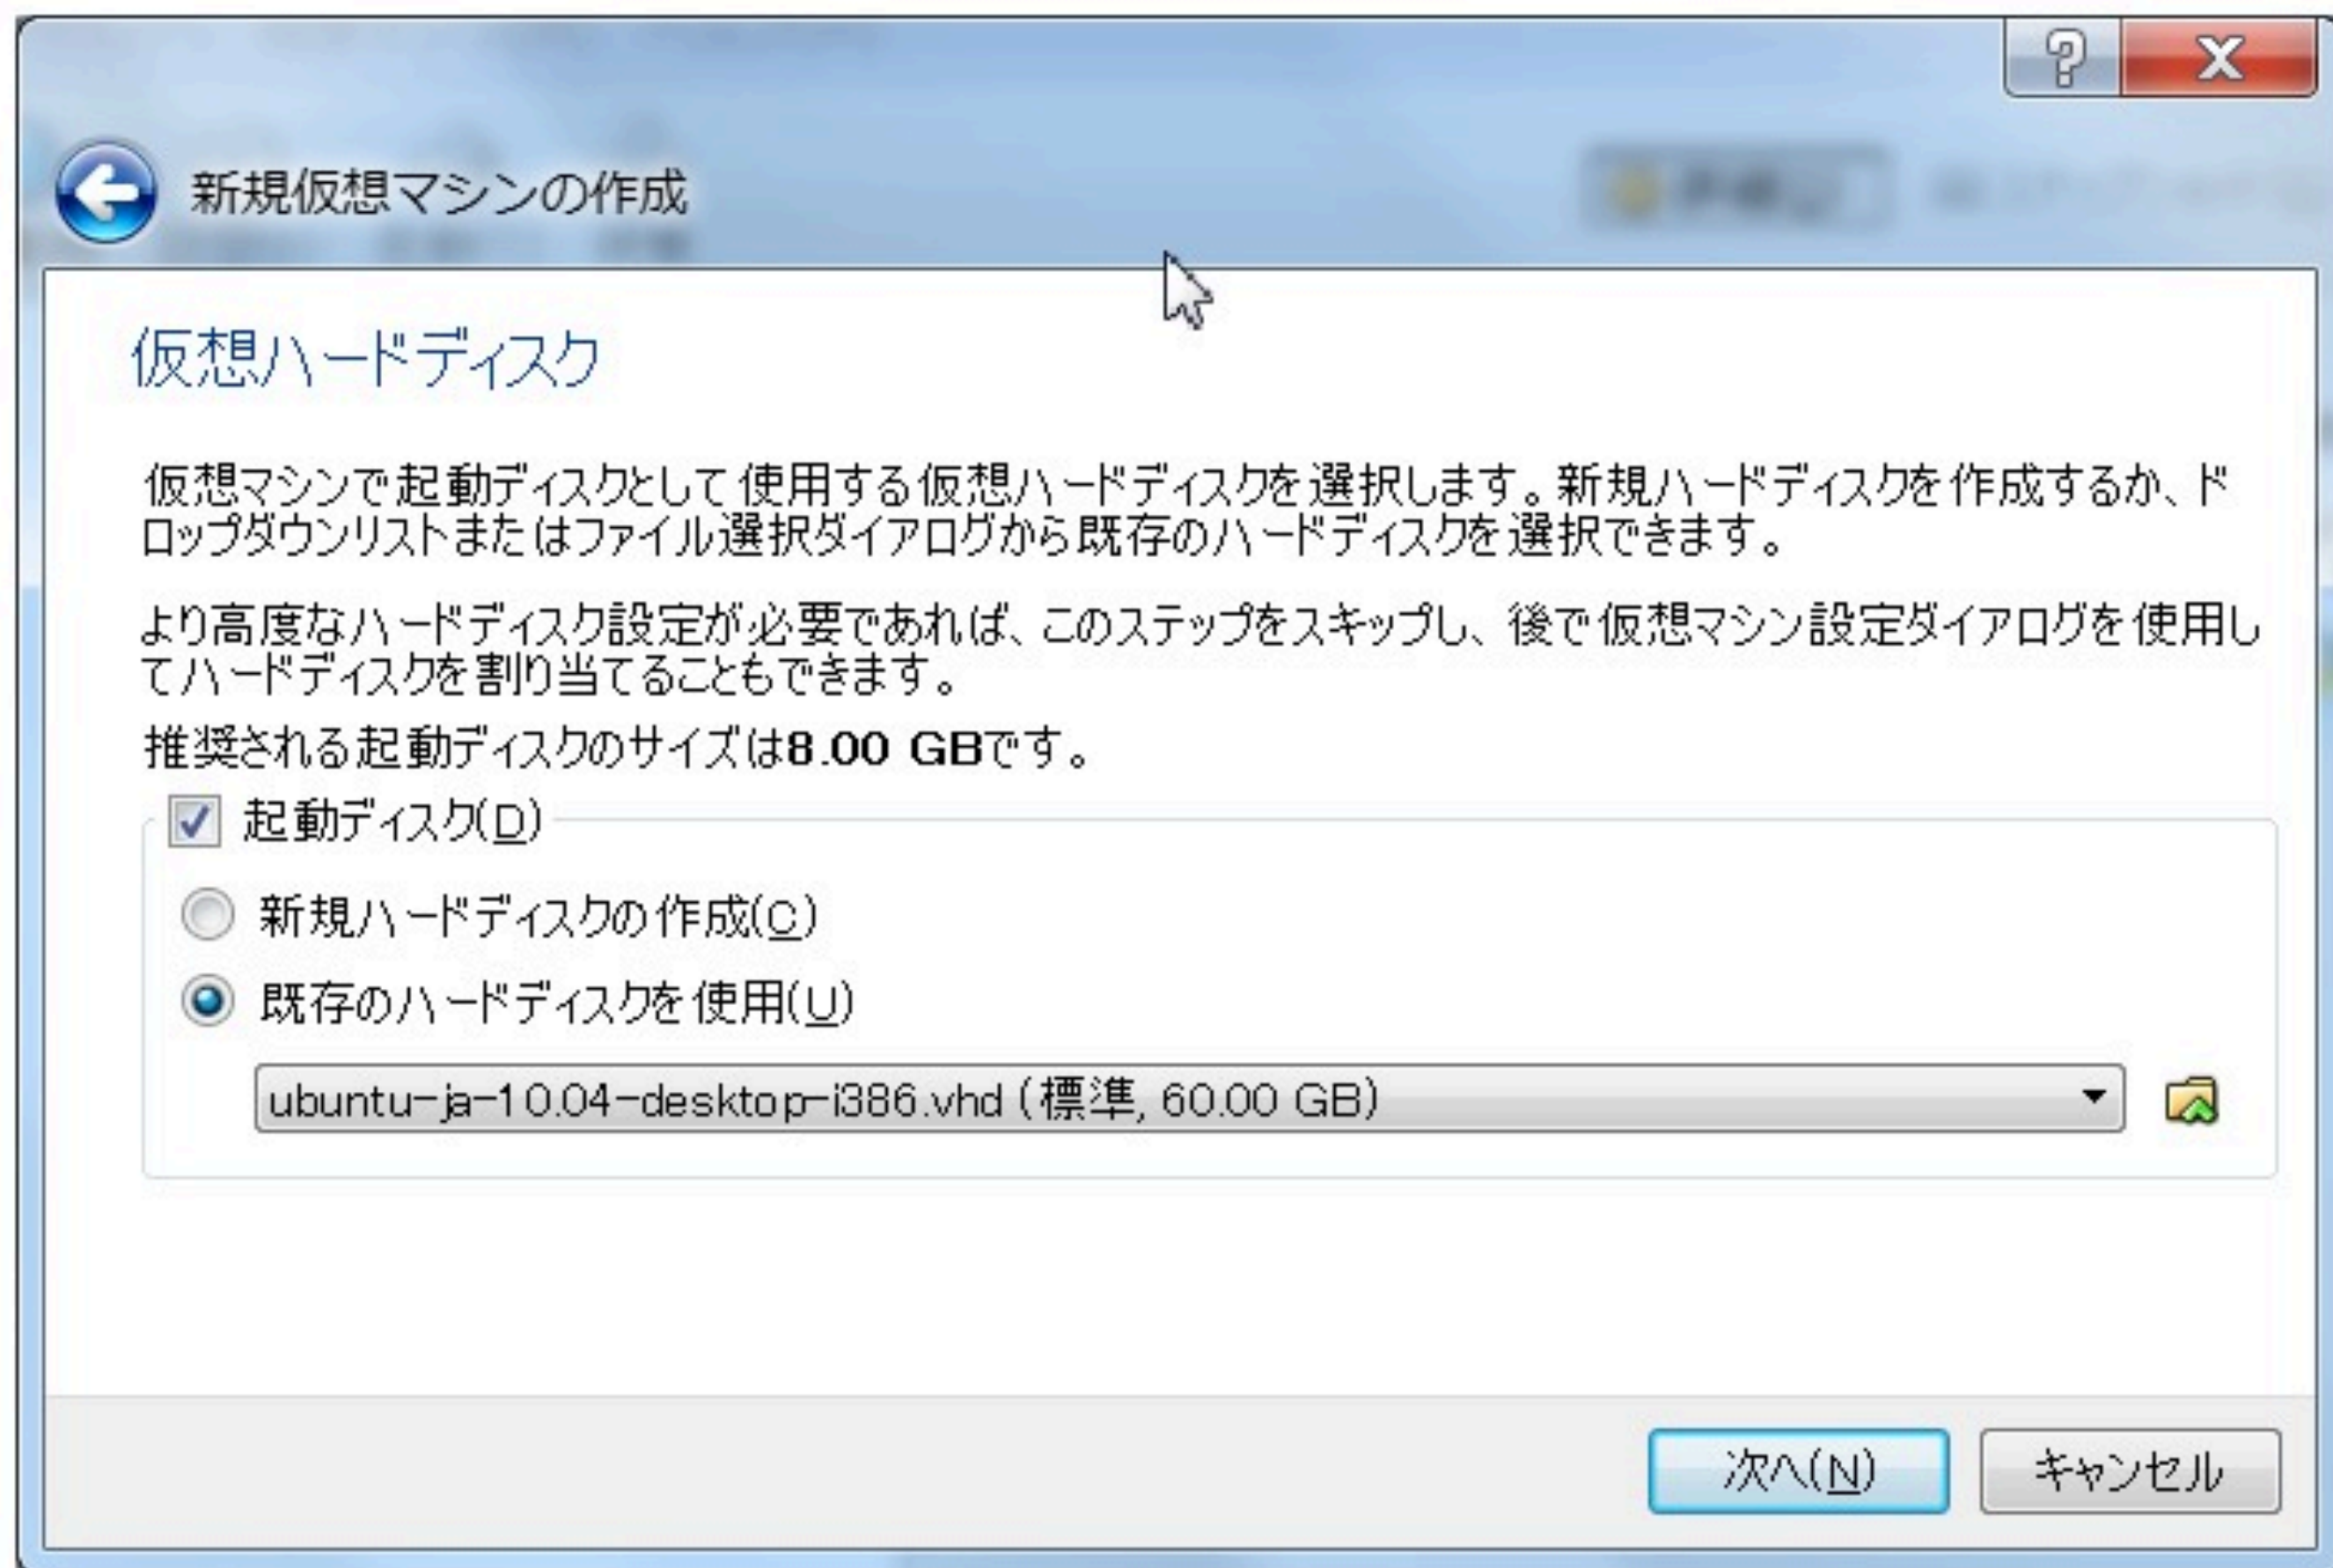 新規仮想マシンの作成
仮想ハードディスク
仮想マシンで起動ディスクとして使用する仮想ハードディスクを選択します。新規ハードディスクを作成するか、ド
ロップダウンリストまたはファイル選択ダイアログから既存のハードディスクを選択できます。
より高度なハードディスク設定が必要であれば、このステップをスキップし、後で仮想マシン設定ダイアログを使用し
てハードディスクを割り当てることもできます。
推奨される起動ディスクのサイズは8.00 GBです。
起動ディスク(D)
新規ハードディスクの作成(C)
既存のハードディスクを使用(U)
ubuntu-ja-10.04-desktop-i386.vhd (標準, 60.00 GB)
次へ(N) キャンセル